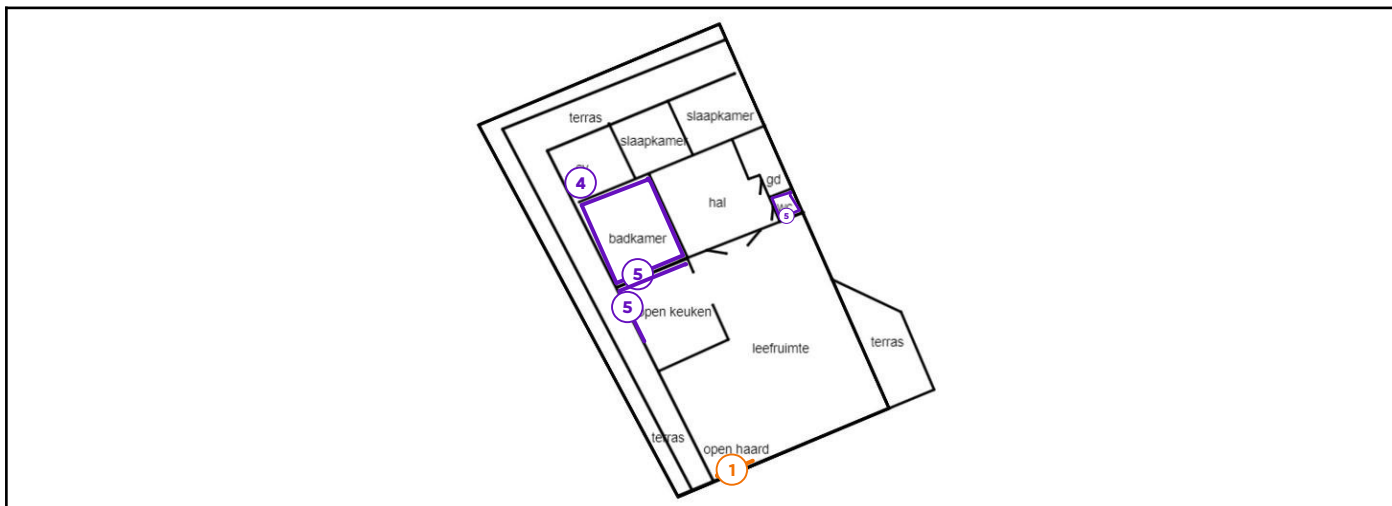 terras
slaapkamer
slaapkamer
4
gd
hal
5
badkamer
5
5
open keuken
leefruimte
terras
terras
open haard
1